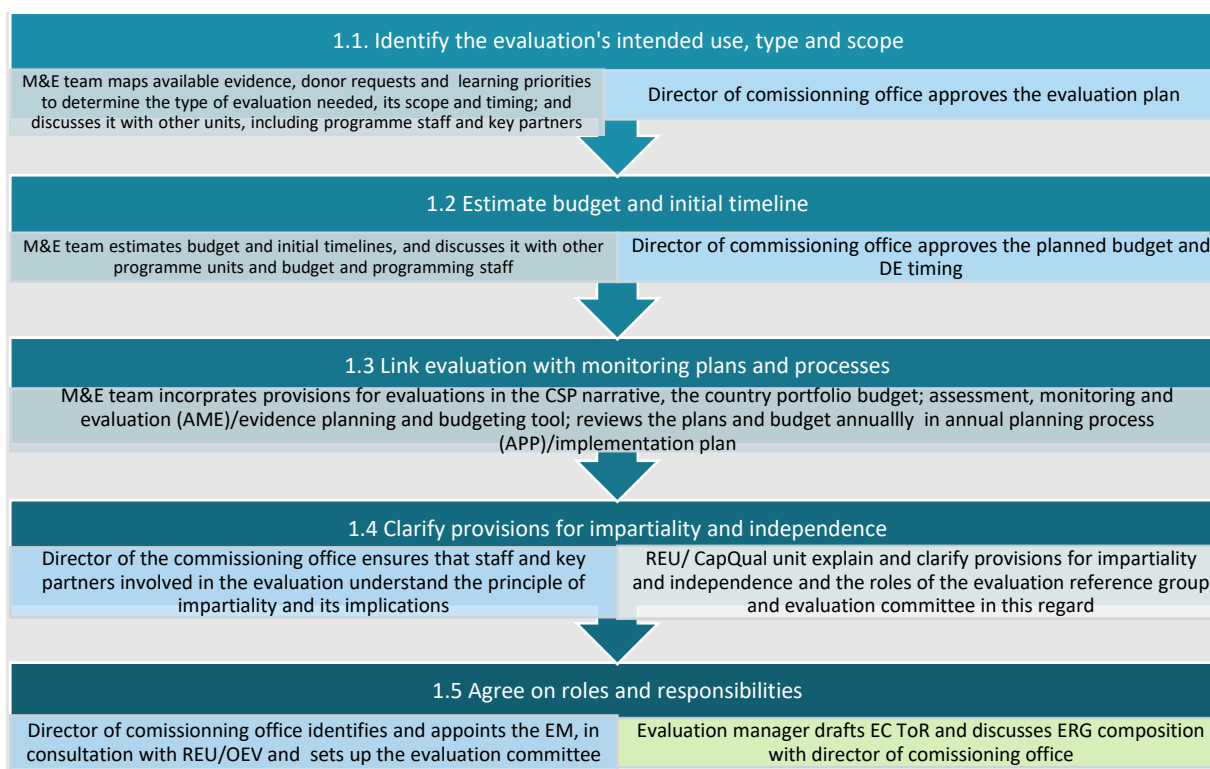 1.1. Identify the evaluation's intended use, type and scope
M&E team maps available evidence, donor requests and learning priorities
to determine the type of evaluation needed, its scope and timing; and
discusses it with other units, including programme staff and key partners
Director of comissionning office approves the evaluation plan
1.2 Estimate budget and initial timeline
M&E team estimates budget and initial timelines, and discusses it with other
programme units and budget and programming staff
Director of commissioning office approves the planned budget and
DE timing
1.3 Link evaluation with monitoring plans and processes
M&E team incorprates provisions for evaluations in the CSP narrative, the country portfolio budget; assessment, monitoring and
evaluation (AME)/evidence planning and budgeting tool; reviews the plans and budget annuallly in annual planning process
(APP)/implementation plan
1.4 Clarify provisions for impartiality and independence
Director of the commissioning office ensures that staff and key
partners involved in the evaluation understand the principle of
impartiality and its implications
REU/ CapQual unit explain and clarify provisions for impartiality
and independence and the roles of the evaluation reference group
and evaluation committee in this regard
1.5 Agree on roles and responsibilities
Director of comissionning office identifies and appoints the EM, in
consultation with REU/OEV and sets up the evaluation committee
Evaluation manager drafts EC ToR and discusses ERG composition
with director of comissioning office